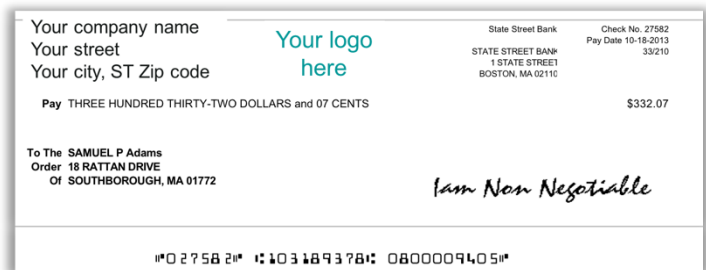 Your company name
Your street
Your city, ST Zip code
Your logo
here
State Street Bank
STATE STREET BANK
1 STATE STREET
BOSTON, MA 02110
Check No. 27582
Pay Date 10-18-2013
33/210
Pay THREE HUNDRED THIRTY-TWO DOLLARS and 07 CENTS
$332.07
To The SAMUEL P Adams
Order 18 RATTAN DRIVE
Of SOUTHBOROUGH, MA 01772
Iam Non Negotiable
⑈027582⑈ ⑆103189378⑆ 0800009405⑈